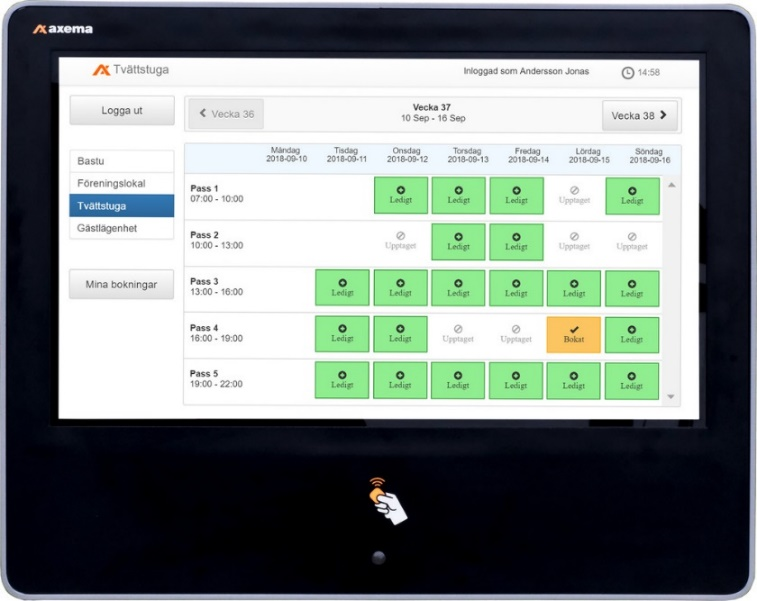 axema
Tvättstuga
Inloggad som Andersson Jonas
14:58
Logga ut
Vecka 36
Vecka 37
10 Sep - 16 Sep
Vecka 38
Bastu
Föreningslokal
Tvättstuga
Gästlägenhet
Mina bokningar
Måndag Tisdag Onsdag Torsdag Fredag Lördag Söndag
2018-09-10 2018-09-11 2018-09-12 2018-09-13 2018-09-14 2018-09-15 2018-09-16
Pass 1
07:00 - 10:00
Ledigt Ledigt Ledigt Upptaget Ledigt
Pass 2
10:00 - 13:00
Upptaget Ledigt Ledigt Upptaget Upptaget
Pass 3
13:00 - 16:00
Ledigt Ledigt Ledigt Ledigt Ledigt Ledigt
Pass 4
16:00 - 19:00
Ledigt Ledigt Upptaget Upptaget Bokat Ledigt
Pass 5
19:00 - 22:00
Ledigt Ledigt Ledigt Ledigt Ledigt Ledigt